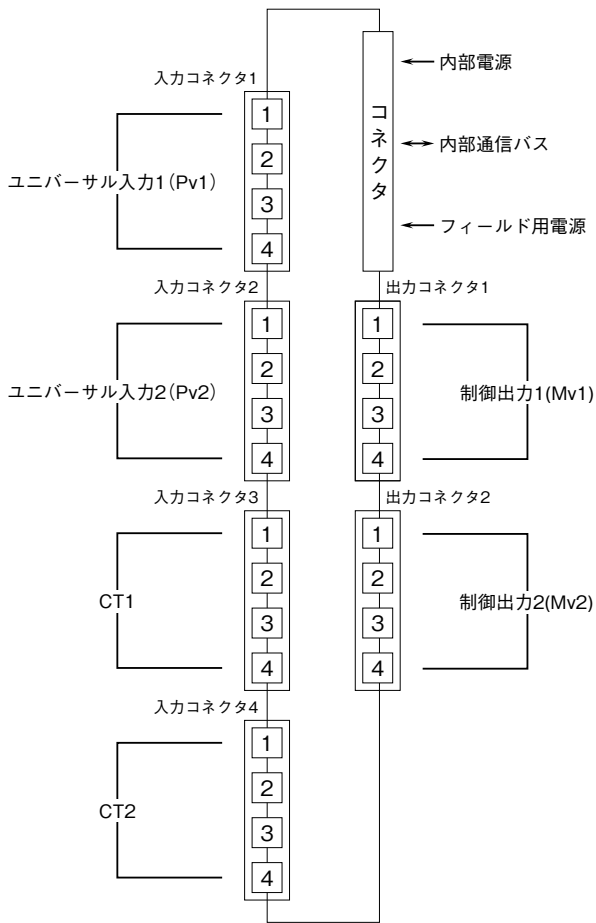 入力コネクタ1
1
2
3
4
ユニバーサル入力1(Pv1)
入力コネクタ2
1
2
3
4
ユニバーサル入力2(Pv2)
入力コネクタ3
1
2
3
4
CT1
入力コネクタ4
1
2
3
4
CT2
コネクタ
内部電源
内部通信バス
フィールド用電源
出力コネクタ1
1
2
3
4
制御出力1(Mv1)
出力コネクタ2
1
2
3
4
制御出力2(Mv2)